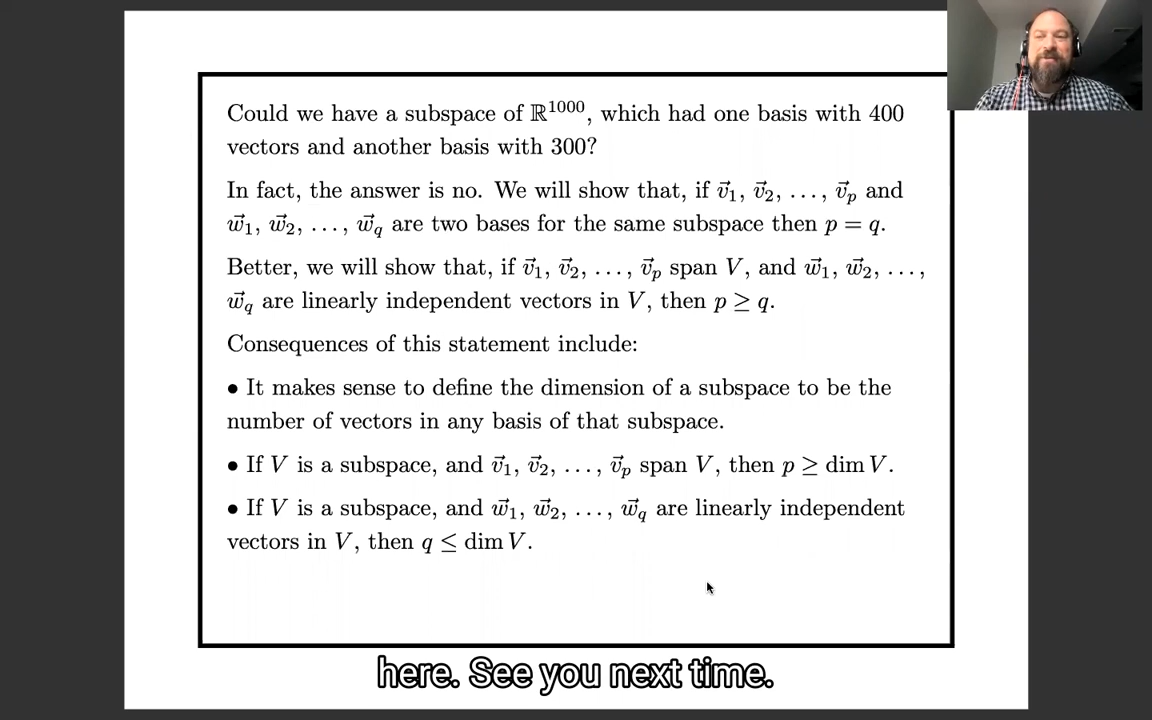 Could we have a subspace of ℝ¹⁰⁰⁰, which had one basis with 400
vectors and another basis with 300?
In fact, the answer is no. We will show that, if v⃗₁, v⃗₂, …, v⃗ₚ and
w⃗₁, w⃗₂, …, w⃗_q are two bases for the same subspace then p = q.
Better, we will show that, if v⃗₁, v⃗₂, …, v⃗ₚ span V, and w⃗₁, w⃗₂, …,
w⃗_q are linearly independent vectors in V, then p ≥ q.
Consequences of this statement include:
• It makes sense to define the dimension of a subspace to be the
number of vectors in any basis of that subspace.
• If V is a subspace, and v⃗₁, v⃗₂, …, v⃗ₚ span V, then p ≥ dim V.
• If V is a subspace, and w⃗₁, w⃗₂, …, w⃗_q are linearly independent
vectors in V, then q ≤ dim V.
here. See you next time.